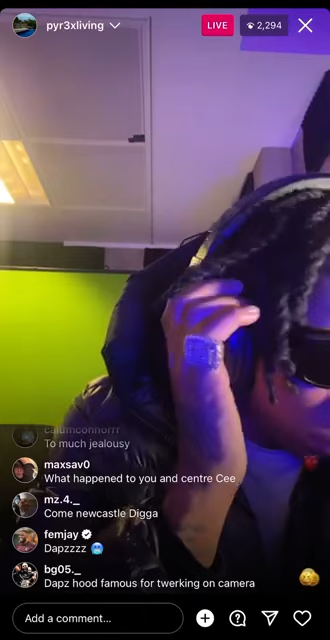 pyr3xliving
LIVE
2,294
calumconnorrr
To much jealousy
maxsav0
What happened to you and centre Cee
mz.4._
Come newcastle Digga
femjay
Dapzzzz 🥶
bg05._
Dapz hood famous for twerking on camera
Add a comment...